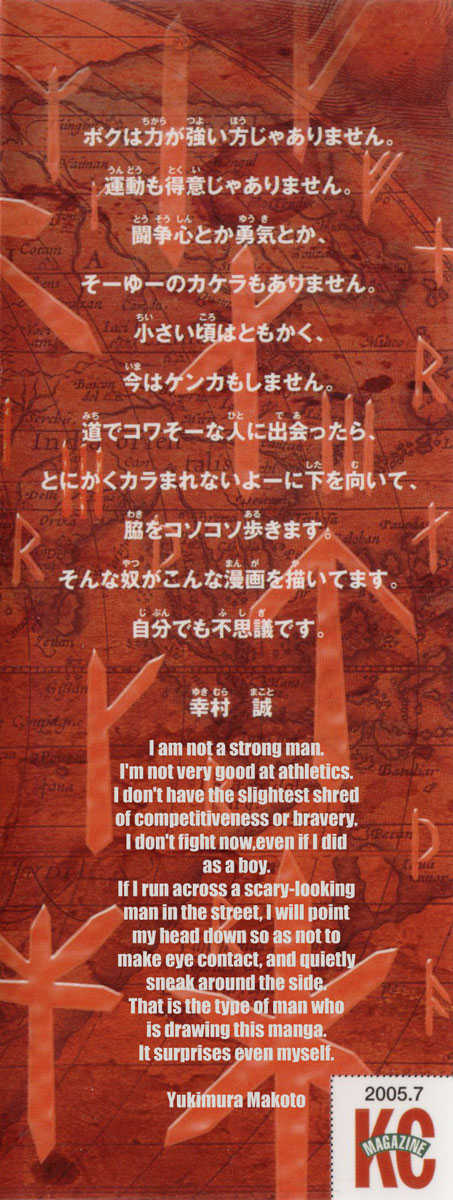 ボクは力が強い方じゃありません。
運動も得意じゃありません。
闘争心とか勇気とか、
そーゆーのカケラもありません。
小さい頃はともかく、
今はケンカもしません。
道でコワそーな人に出会ったら、
とにかくカラまれないよーに下を向いて、
脇をコソコソ歩きます。
そんな奴がこんな漫画を描いてます。
自分でも不思議です。
幸村 誠
I am not a strong man.
I'm not very good at athletics.
I don't have the slightest shred
of competitiveness or bravery.
I don't fight now,even if I did
as a boy.
If I run across a scary-looking
man in the street, I will point
my head down so as not to
make eye contact, and quietly
sneak around the side.
That is the type of man who
is drawing this manga.
It surprises even myself.
Yukimura Makoto
2005.7
KC
MAGAZINE